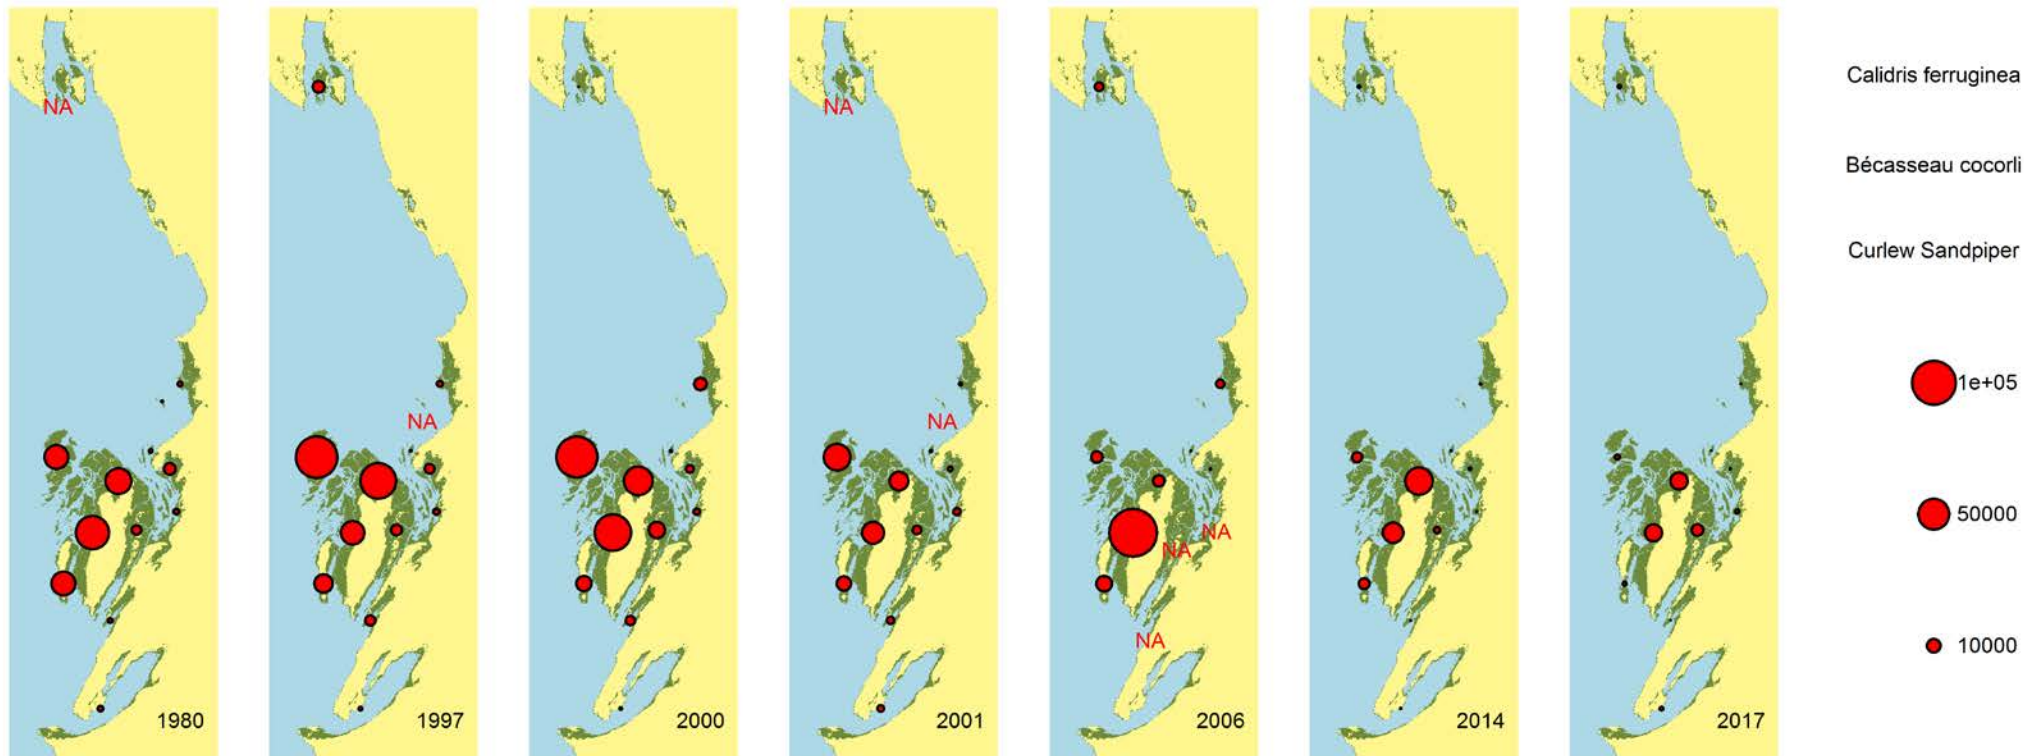 NA
NA
Calidris ferruginea
Bécasseau cocorli
Curlew Sandpiper
1e+05
NA
NA
50000
NA
NA
NA
10000
1980
1997
2000
2001
2006
2014
2017